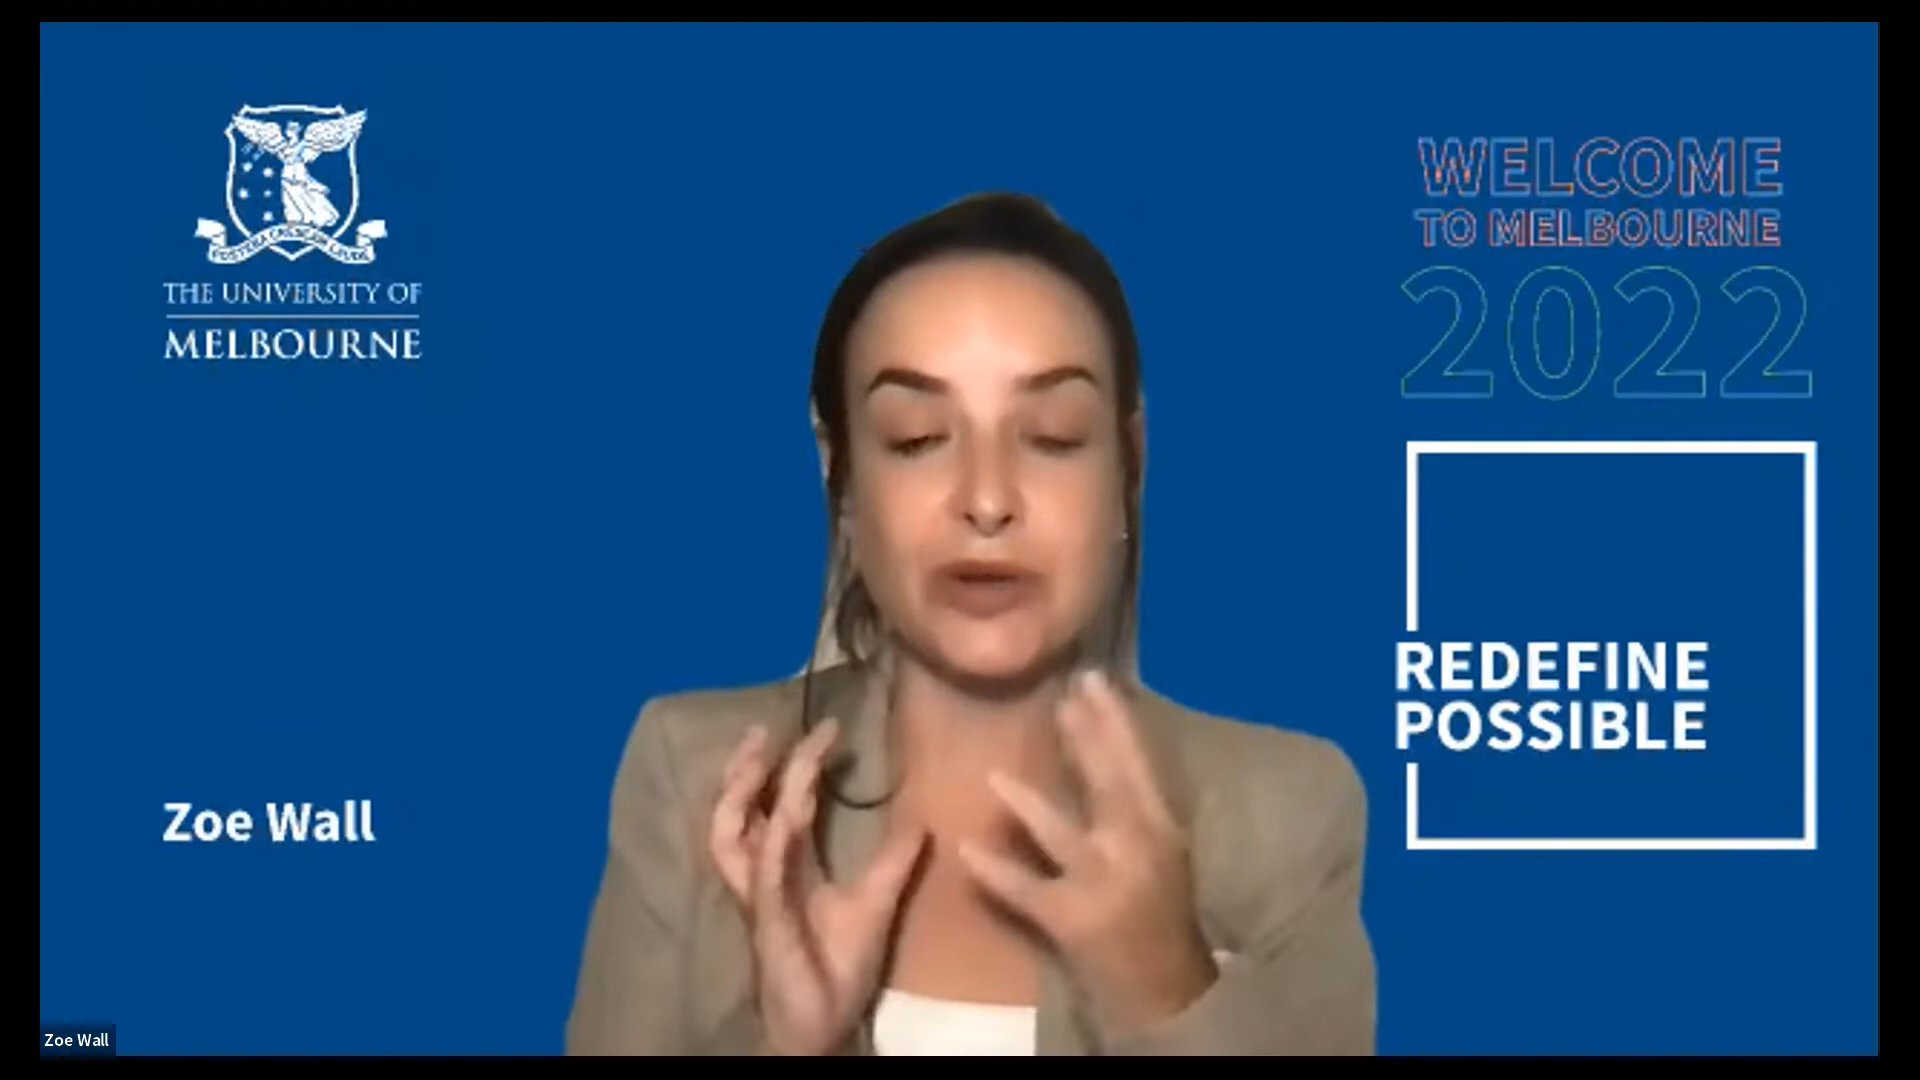 THE UNIVERSITY OF
MELBOURNE
WELCOME
TO MELBOURNE
2022
REDEFINE
POSSIBLE
Zoe Wall
Zoe Wall